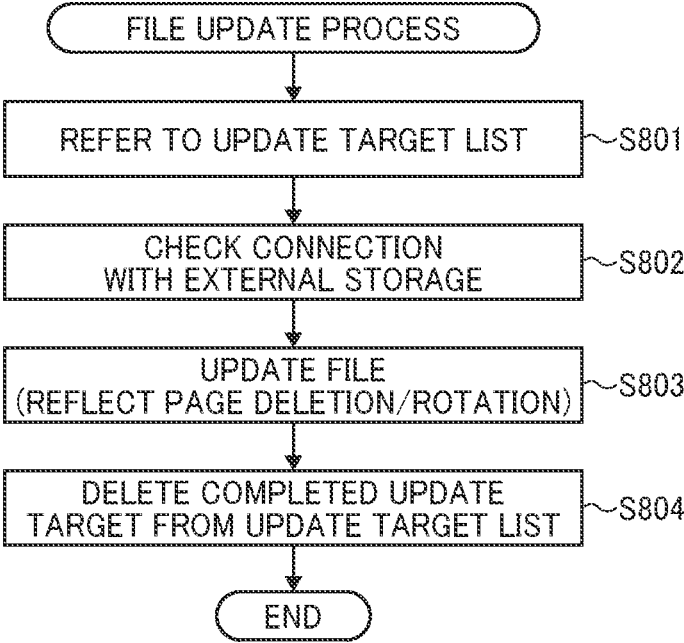 FILE UPDATE PROCESS
REFER TO UPDATE TARGET LIST
S801
CHECK CONNECTION
WITH EXTERNAL STORAGE
S802
UPDATE FILE
(REFLECT PAGE DELETION/ROTATION)
S803
DELETE COMPLETED UPDATE
TARGET FROM UPDATE TARGET LIST
S804
END